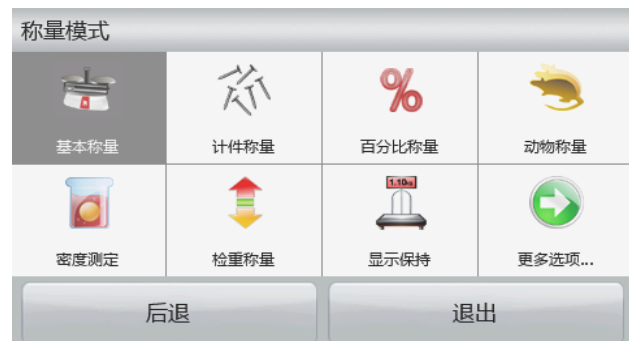 称量模式
基本称量
计件称量
百分比称量
动物称量
1.10kg
密度测定
检重称量
显示保持
更多选项...
后退
退出